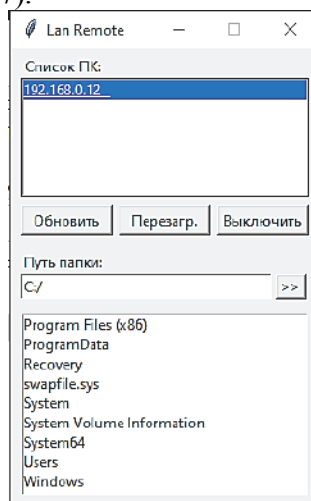 Lan Remote
Список ПК:
192.168.0.12
Обновить Перезагр. Выключить
Путь папки:
C:/ >>
Program Files (x86)
ProgramData
Recovery
swapfile.sys
System
System Volume Information
System64
Users
Windows